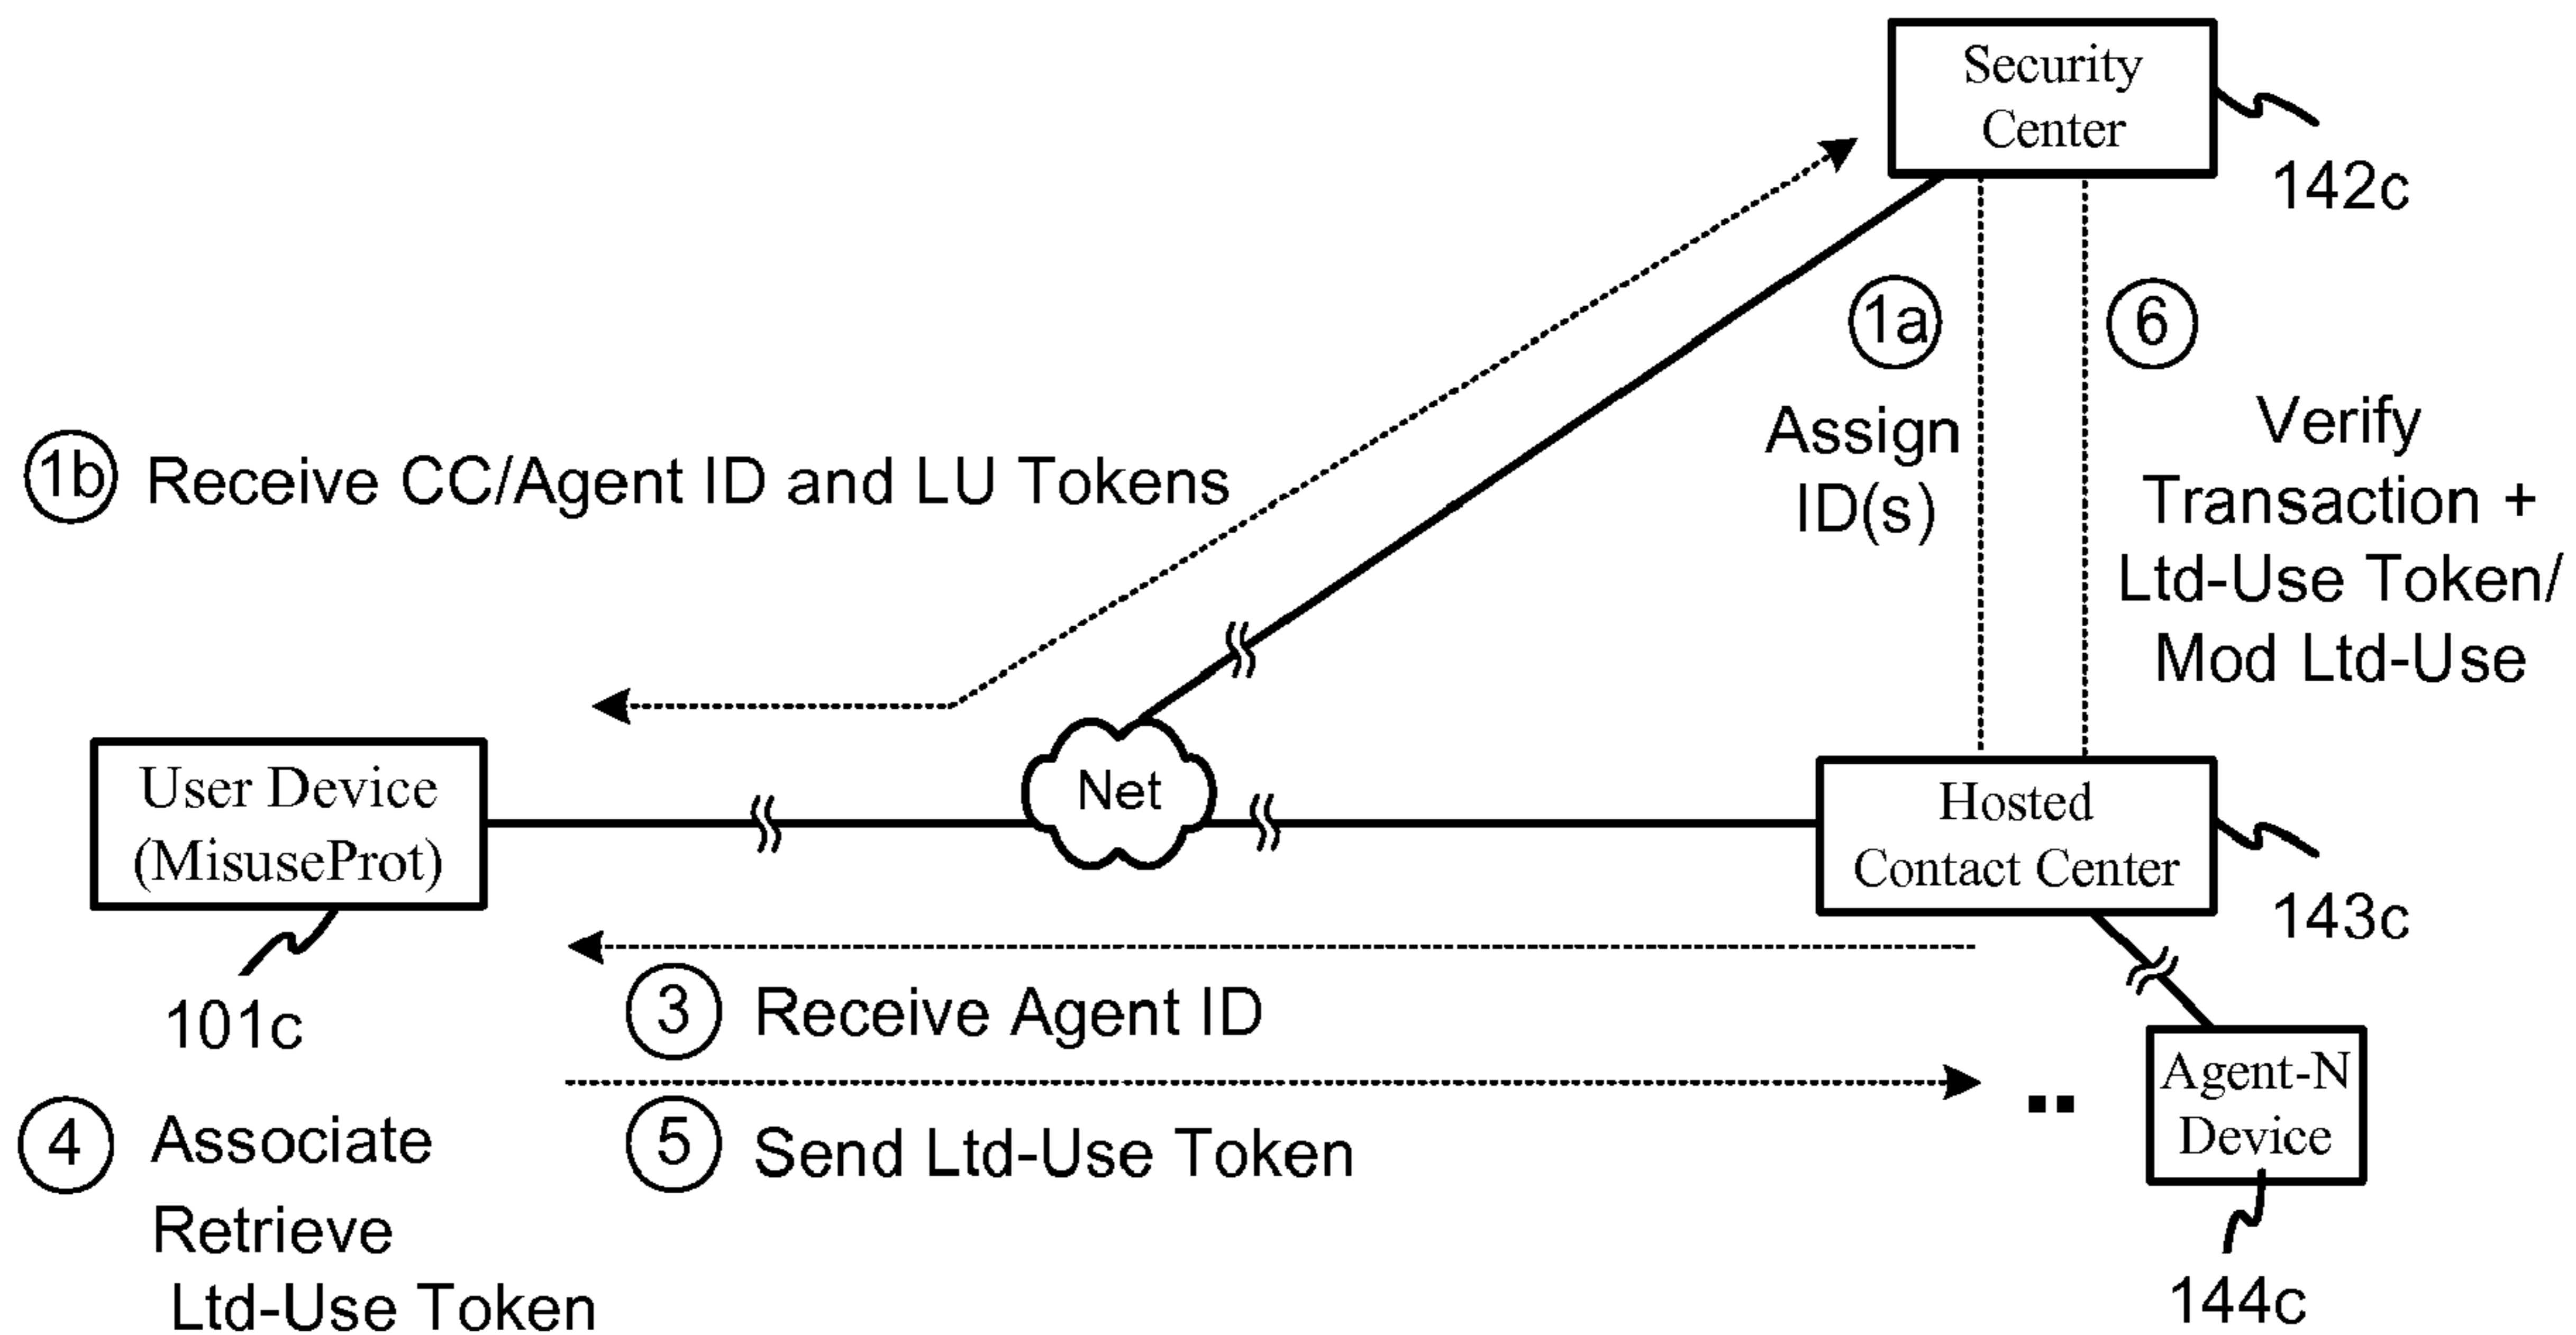 Security
Center
142c
1a
6
Assign
ID(s)
Verify
Transaction +
Ltd-Use Token/
Mod Ltd-Use
1b Receive CC/Agent ID and LU Tokens
User Device
(MisuseProt)
101c
Net
Hosted
Contact Center
143c
3 Receive Agent ID
4 Associate
Retrieve
Ltd-Use Token
5 Send Ltd-Use Token
Agent-N
Device
144c